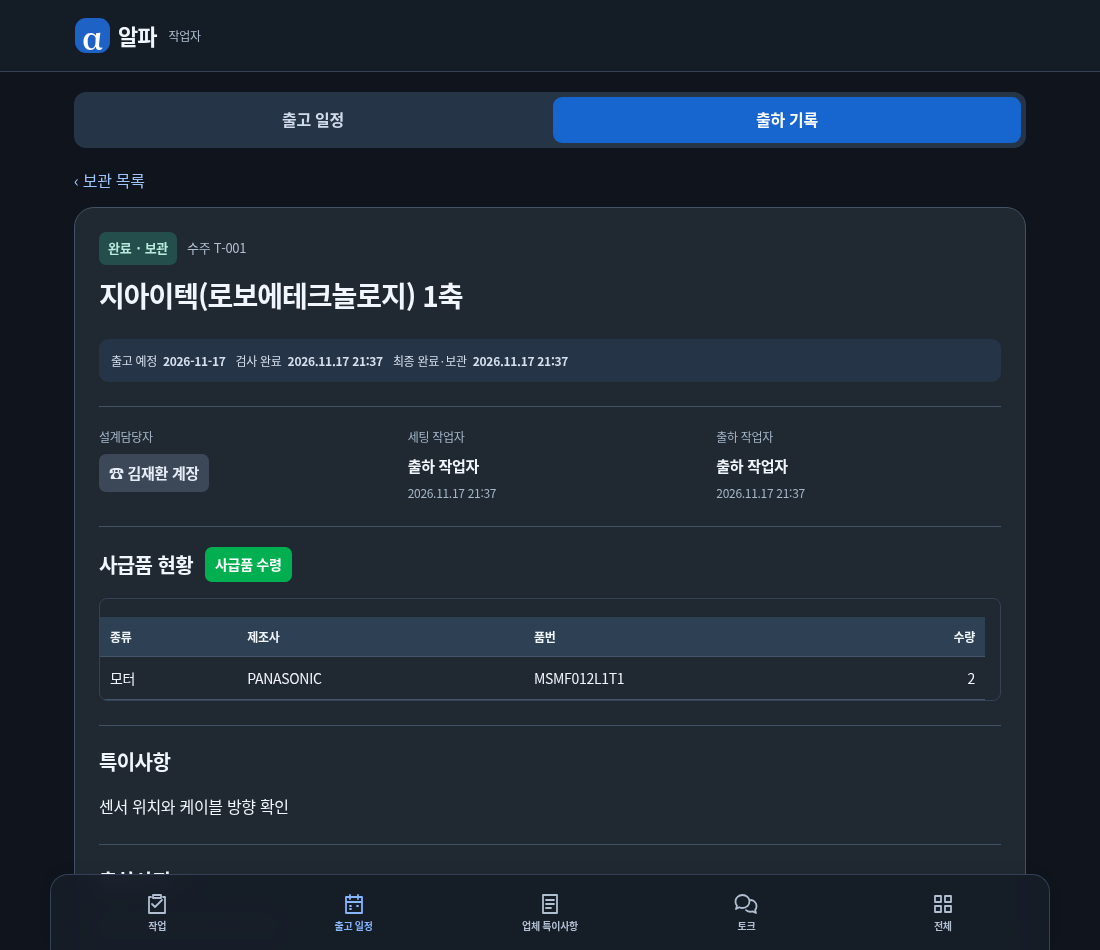 α 알파 작업자
출고 일정 출하 기록
‹ 보관 목록
완료 · 보관 수주 T-001
지아이텍(로보에테크놀로지) 1축
출고 예정 2026-11-17 검사 완료 2026.11.17 21:37 최종 완료·보관 2026.11.17 21:37
설계담당자 세팅 작업자 출하 작업자
☎ 김재환 계장 출하 작업자 출하 작업자
2026.11.17 21:37 2026.11.17 21:37
사급품 현황 사급품 수령
종류 제조사 품번 수량
모터 PANASONIC MSMF012L1T1 2
특이사항
센서 위치와 케이블 방향 확인
작업 출고 일정 업체 특이사항 토크 전체